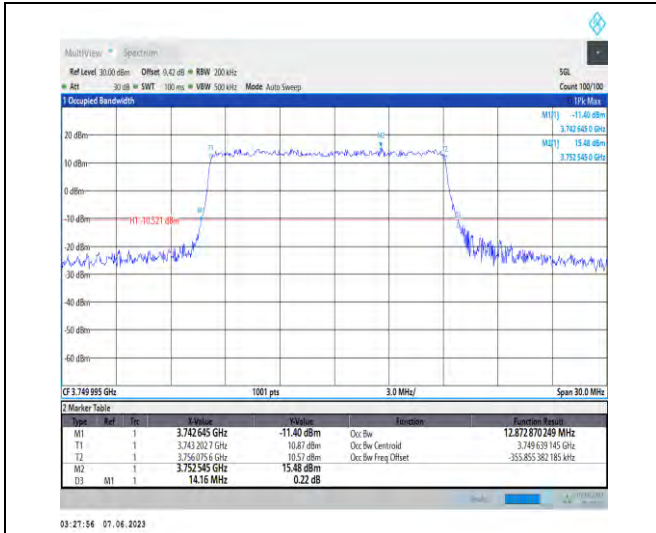 MultiView Spectrum
Ref Level 30.00 dBm Offset 9.42 dB RBW 200 kHz SGL
Att 30 dB SWT 100 ms VBW 500 kHz Mode Auto Sweep Count 100/100
1 Occupied Bandwidth 1Pk Max
M1[1] -11.40 dBm
3.742 645 0 GHz
20 dBm M2[1] 15.48 dBm
3.752 545 0 GHz
M2
T1 T2
10 dBm
0 dBm
M1
-10 dBm H1 -10.521 dBm D3
-20 dBm
-30 dBm
-40 dBm
-50 dBm
-60 dBm
CF 3.749 995 GHz 1001 pts 3.0 MHz/ Span 30.0 MHz
2 Marker Table
Type Ref Trc X-Value Y-Value Function Function Result
M1 1 3.742645 GHz -11.40 dBm Occ Bw 12.872 870 249 MHz
T1 1 3.743 202 7 GHz 10.87 dBm Occ Bw Centroid 3.749 639 145 GHz
T2 1 3.756 075 6 GHz 10.57 dBm Occ Bw Freq Offset -355.855 382 185 kHz
M2 1 3.752 545 GHz 15.48 dBm
D3 M1 1 14.16 MHz 0.22 dB
03:27:56 07.06.2023